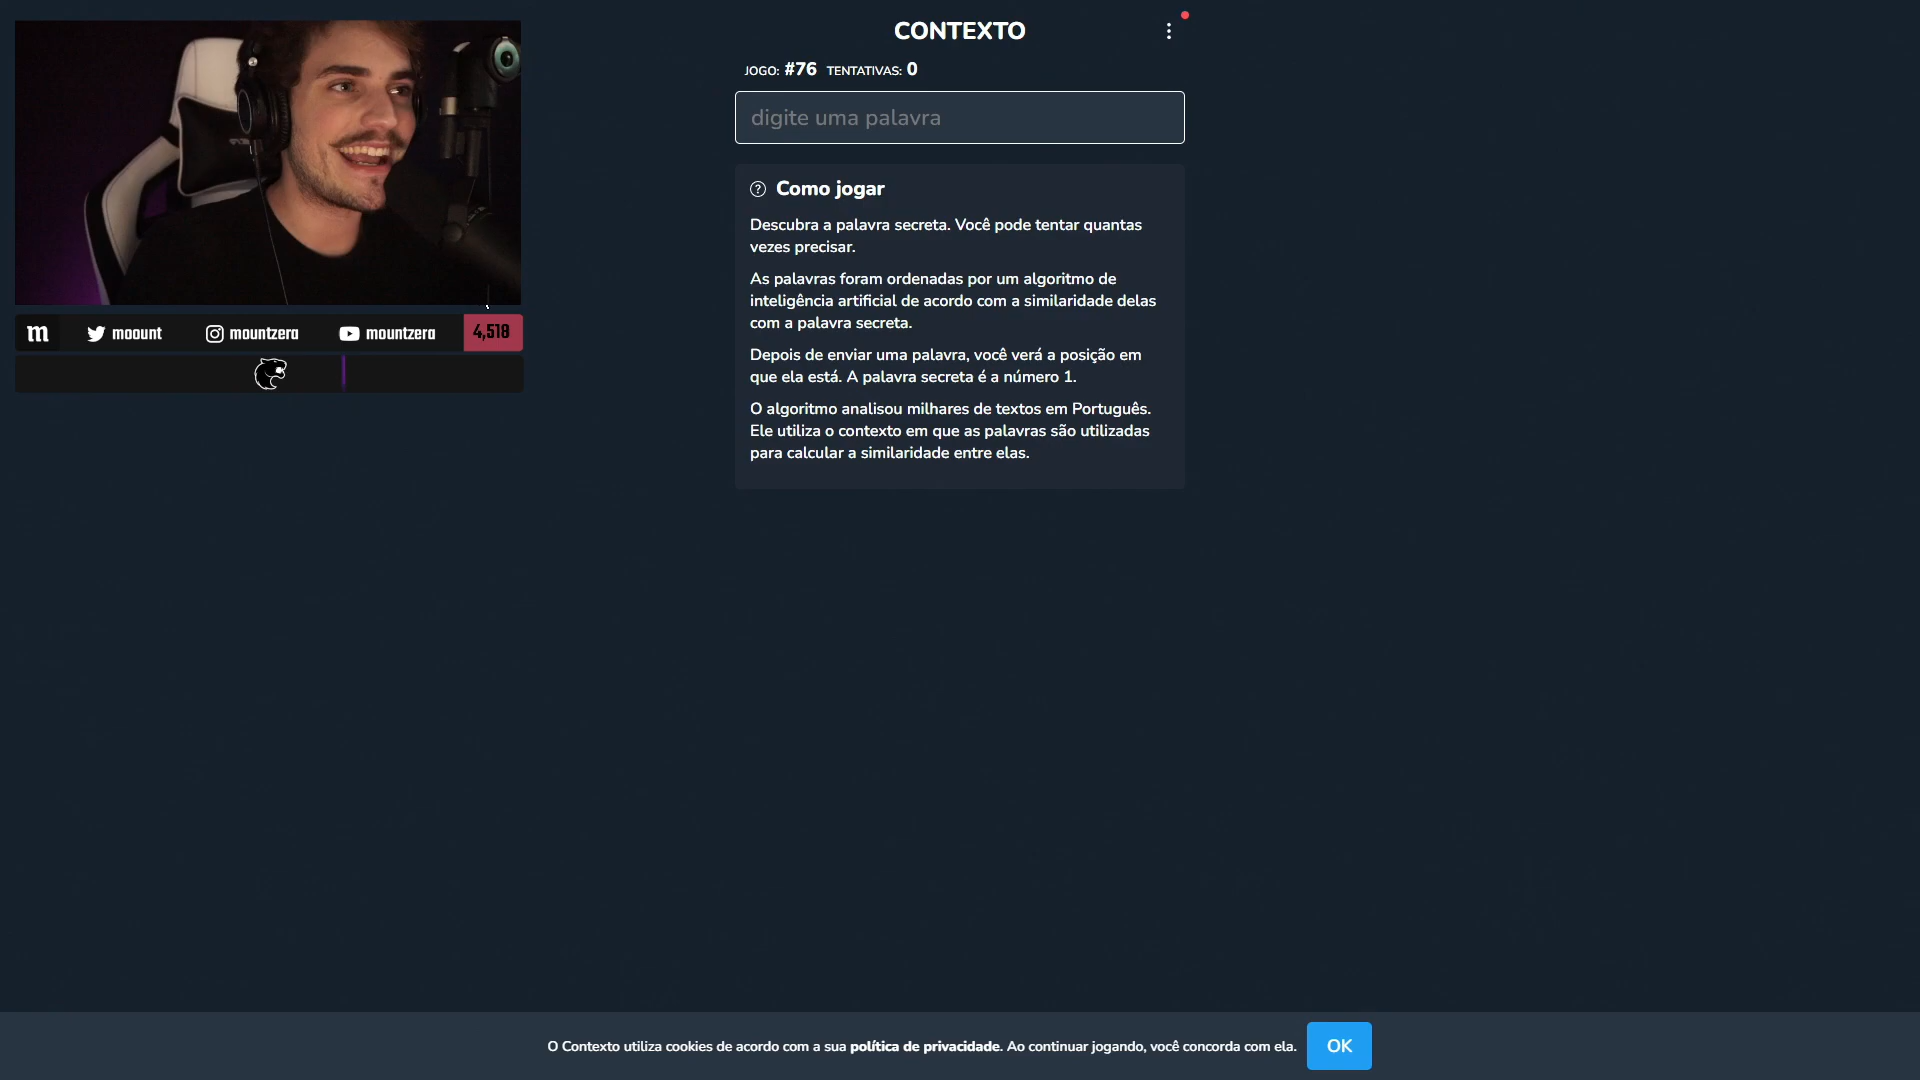 CONTEXTO
JOGO: #76 TENTATIVAS: 0
digite uma palavra
Como jogar
Descubra a palavra secreta. Você pode tentar quantas
vezes precisar.
As palavras foram ordenadas por um algoritmo de
inteligência artificial de acordo com a similaridade delas
com a palavra secreta.
Depois de enviar uma palavra, você verá a posição em
que ela está. A palavra secreta é a número 1.
O algoritmo analisou milhares de textos em Português.
Ele utiliza o contexto em que as palavras são utilizadas
para calcular a similaridade entre elas.
m moount mountzera mountzera 4,518
O Contexto utiliza cookies de acordo com a sua política de privacidade. Ao continuar jogando, você concorda com ela. OK